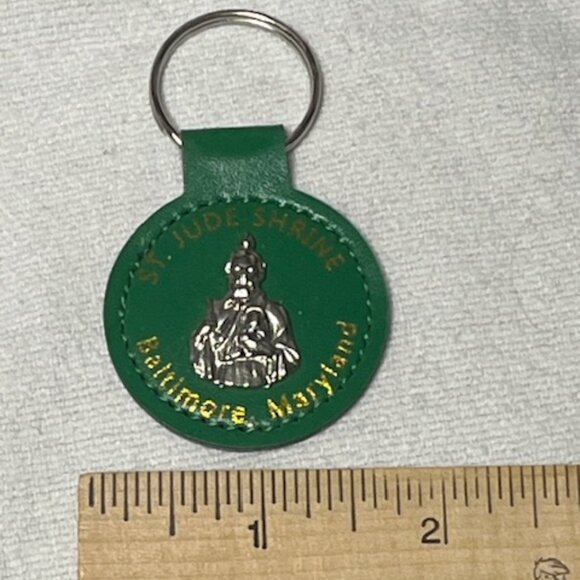 ST. JUDE SHRINE
Baltimore, Maryland
1 2